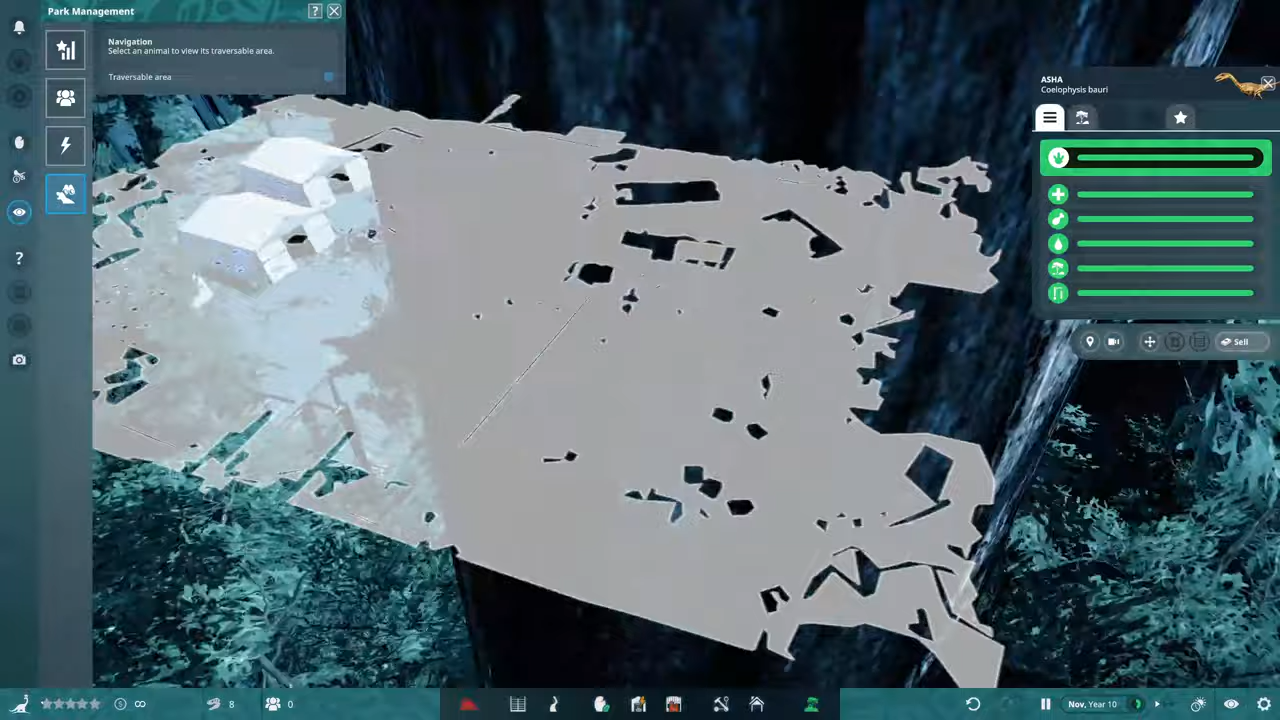 Park Management
?
Navigation
Select an animal to view its traversable area.
Traversable area
ASHA
Coelophysis bauri
Sell
?
∞
8
0
Nov, Year 10